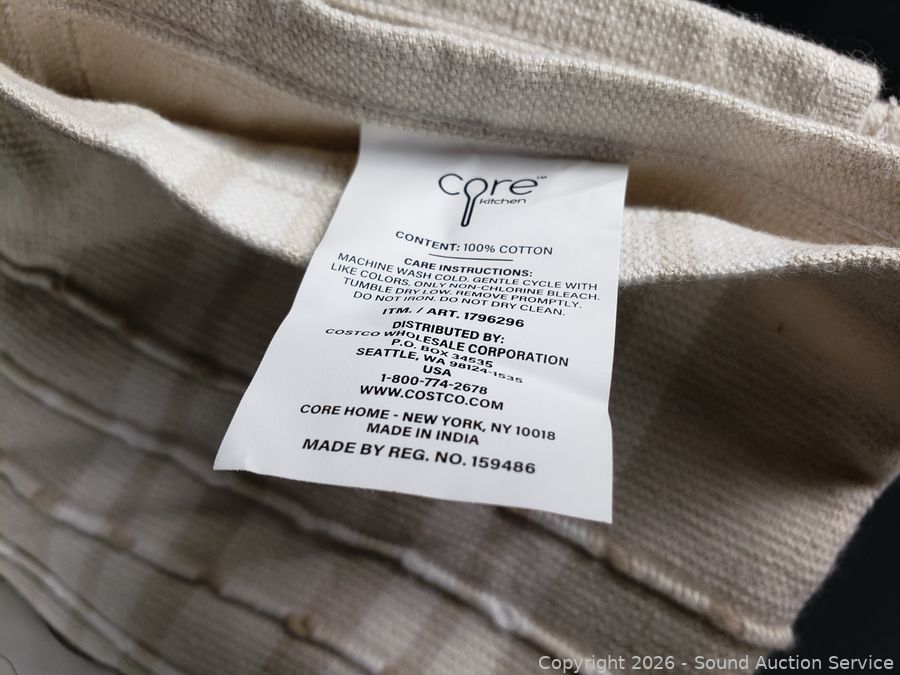 core™
kitchen
CONTENT: 100% COTTON
CARE INSTRUCTIONS:
MACHINE WASH COLD. GENTLE CYCLE WITH
LIKE COLORS. ONLY NON-CHLORINE BLEACH.
TUMBLE DRY LOW. REMOVE PROMPTLY.
DO NOT IRON. DO NOT DRY CLEAN.
ITM. / ART. 1796296
DISTRIBUTED BY:
COSTCO WHOLESALE CORPORATION
P.O. BOX 34535
SEATTLE, WA 98124-1535
USA
1-800-774-2678
WWW.COSTCO.COM
CORE HOME - NEW YORK, NY 10018
MADE IN INDIA
MADE BY REG. NO. 159486
Copyright 2026 - Sound Auction Service